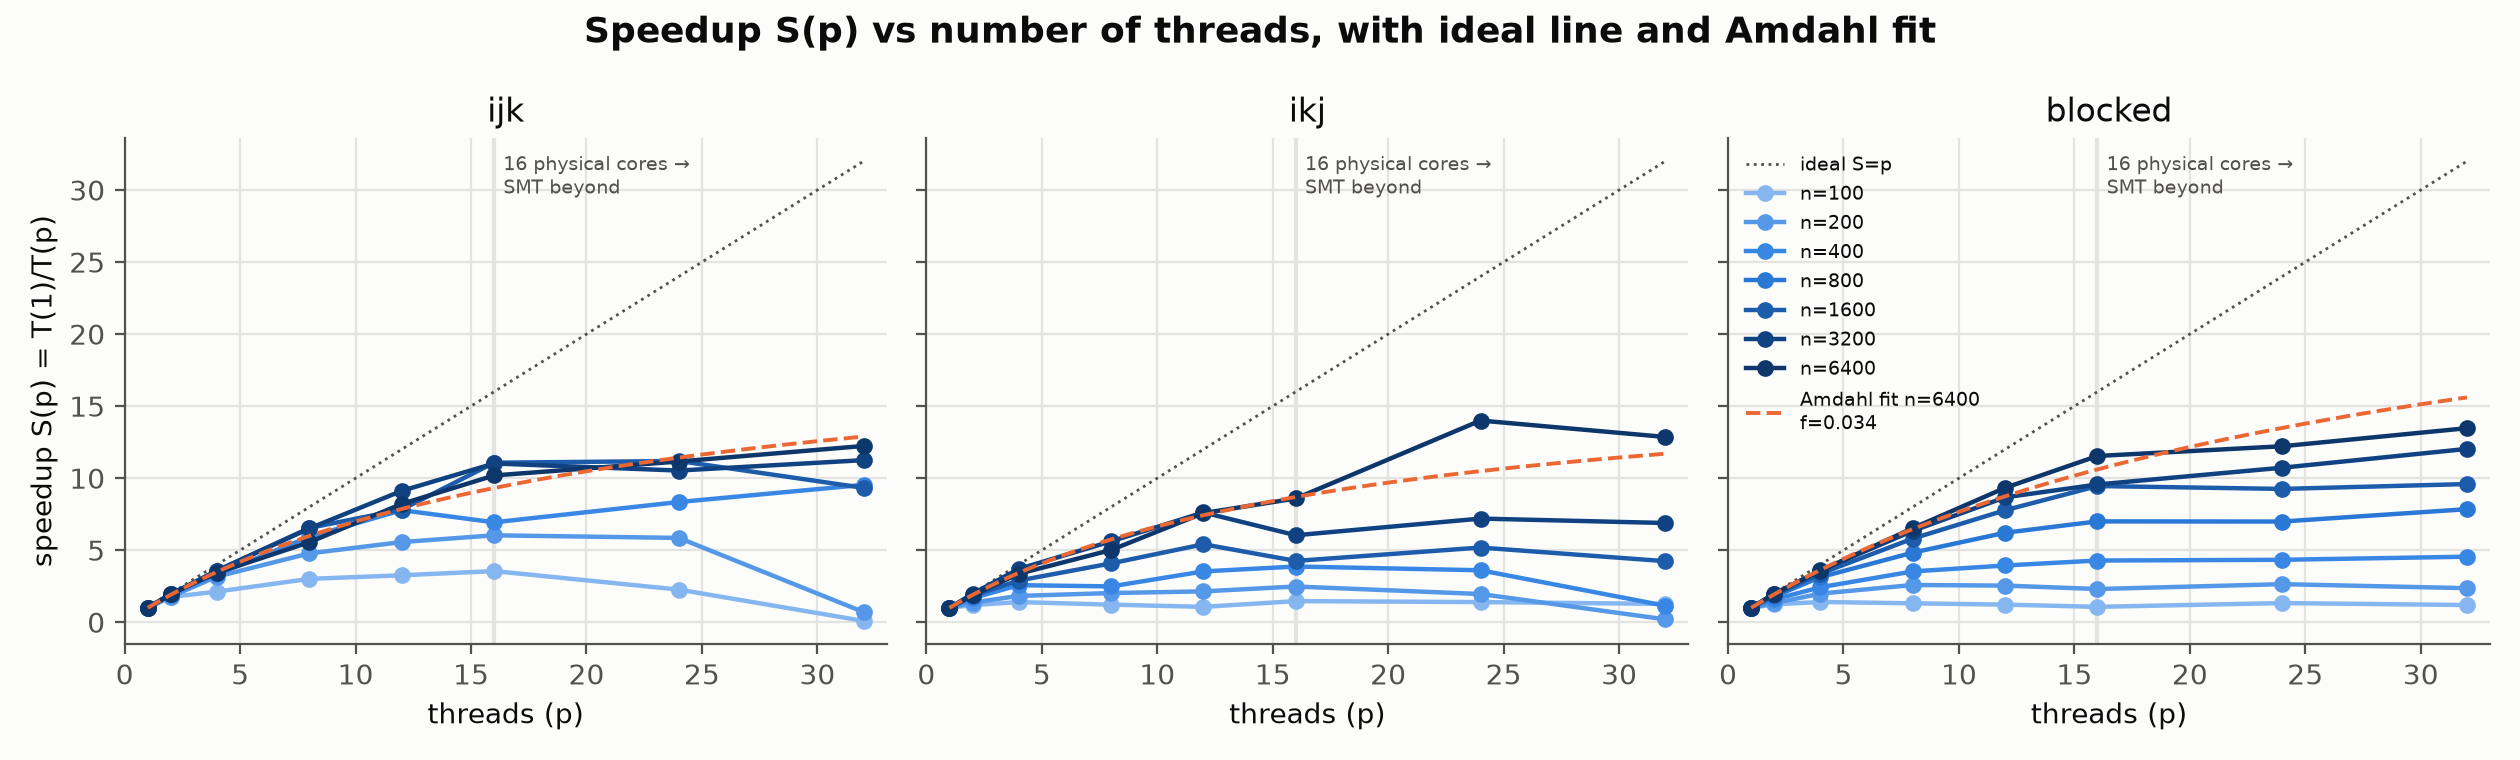 Speedup S(p) vs number of threads, with ideal line and Amdahl fit
speedup S(p) = T(1)/T(p)
ijk
16 physical cores →
SMT beyond
30
25
20
15
10
5
0
0 5 10 15 20 25 30
threads (p)
ikj
16 physical cores →
SMT beyond
0 5 10 15 20 25 30
threads (p)
blocked
ideal S=p
n=100
n=200
n=400
n=800
n=1600
n=3200
n=6400
Amdahl fit n=6400
f=0.034
16 physical cores →
SMT beyond
0 5 10 15 20 25 30
threads (p)